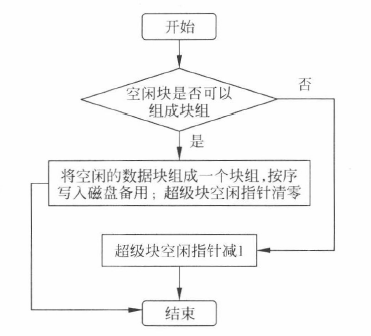 开始
空闲块是否可以
组成块组
否
是
将空闲的数据块组成一个块组,按序
写入磁盘备用;超级块空闲指针清零
超级块空闲指针减1
结束